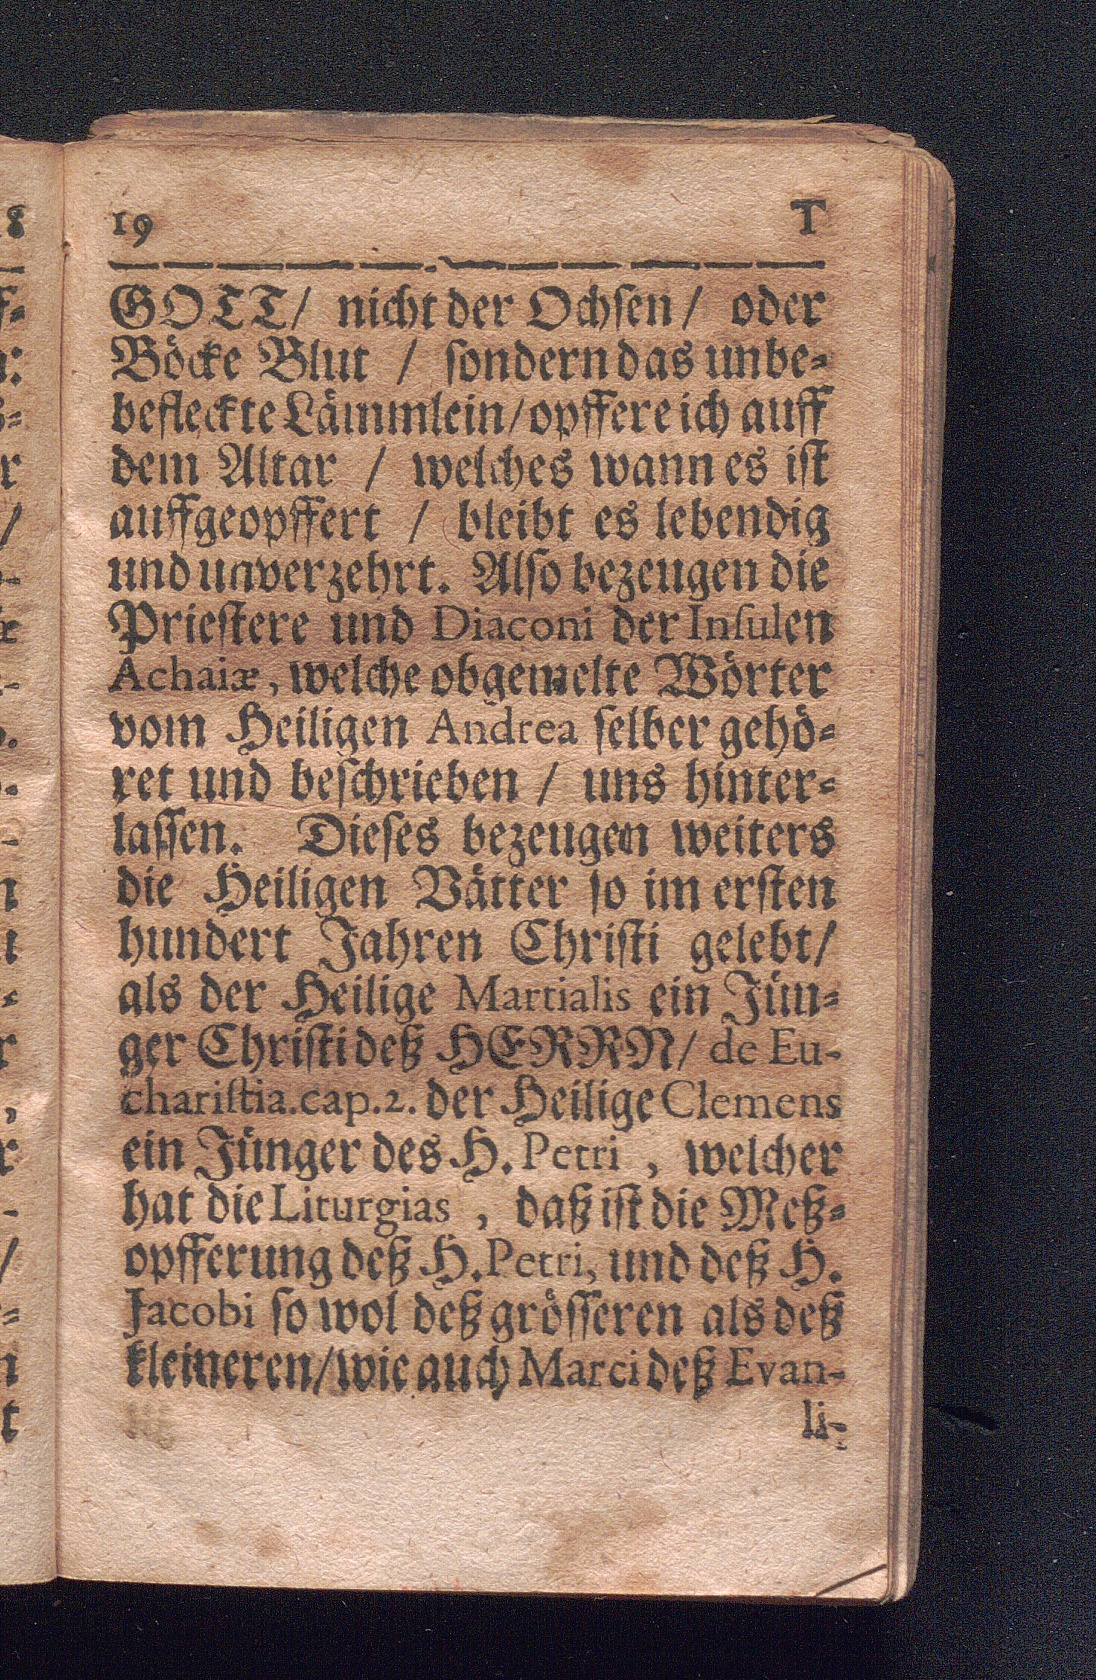 19 T
GOTT/ nicht der Ochsen/ oder
Böcke Blut / sondern das unbe-
befleckte Lämmlein/opffere ich auff
dem Altar / welches wann es ist
auffgeopffert / bleibt es lebendig
und unverzehrt. Also bezeugen die
Priestere und Diaconi der Insulen
Achaiæ, welche obgemelte Wörter
vom Heiligen Andrea selber gehö-
ret und beschrieben / uns hinter-
lassen. Dieses bezeugen weiters
die Heiligen Vätter so im ersten
hundert Jahren Christi gelebt/
als der Heilige Martialis ein Jün-
ger Christi deß HERRN/ de Eu-
charistia.cap.2. der Heilige Clemens
ein Jünger des H. Petri , welcher
hat die Liturgias , daß ist die Meß-
opfferung deß H. Petri, und deß H.
Jacobi so wol deß grösseren als deß
kleineren/wie auch Marci deß Evan-
li-